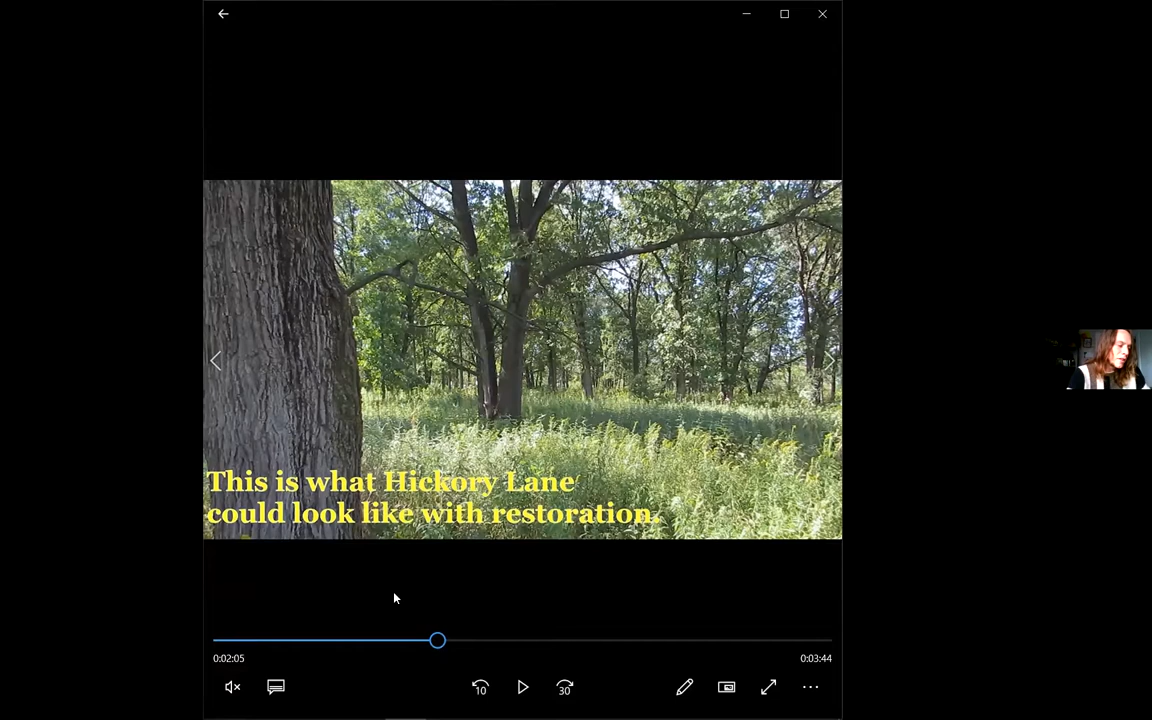 This is what Hickory Lane
could look like with restoration.
0:02:05
0:03:44
10
30